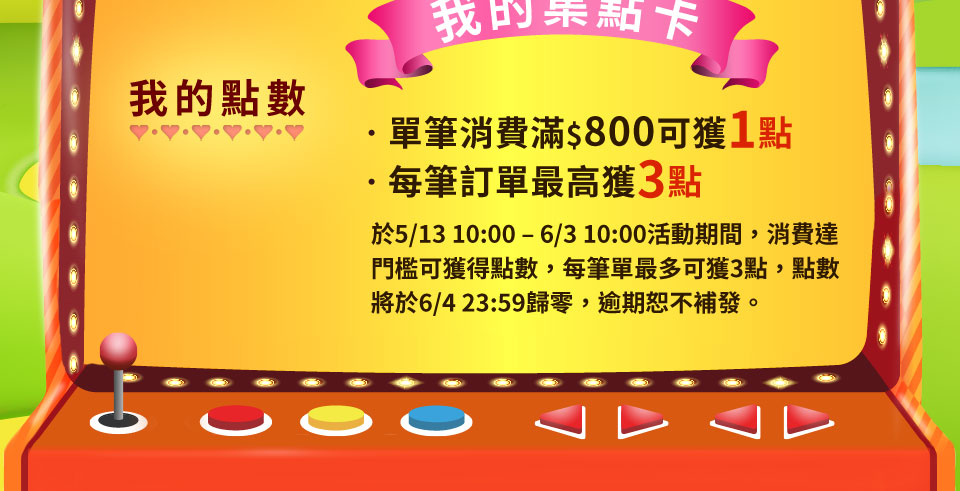 我的集點卡
我的點數
· 單筆消費滿$800可獲1點
· 每筆訂單最高獲3點
於5/13 10:00 – 6/3 10:00活動期間，消費達
門檻可獲得點數，每筆單最多可獲3點，點數
將於6/4 23:59歸零，逾期恕不補發。